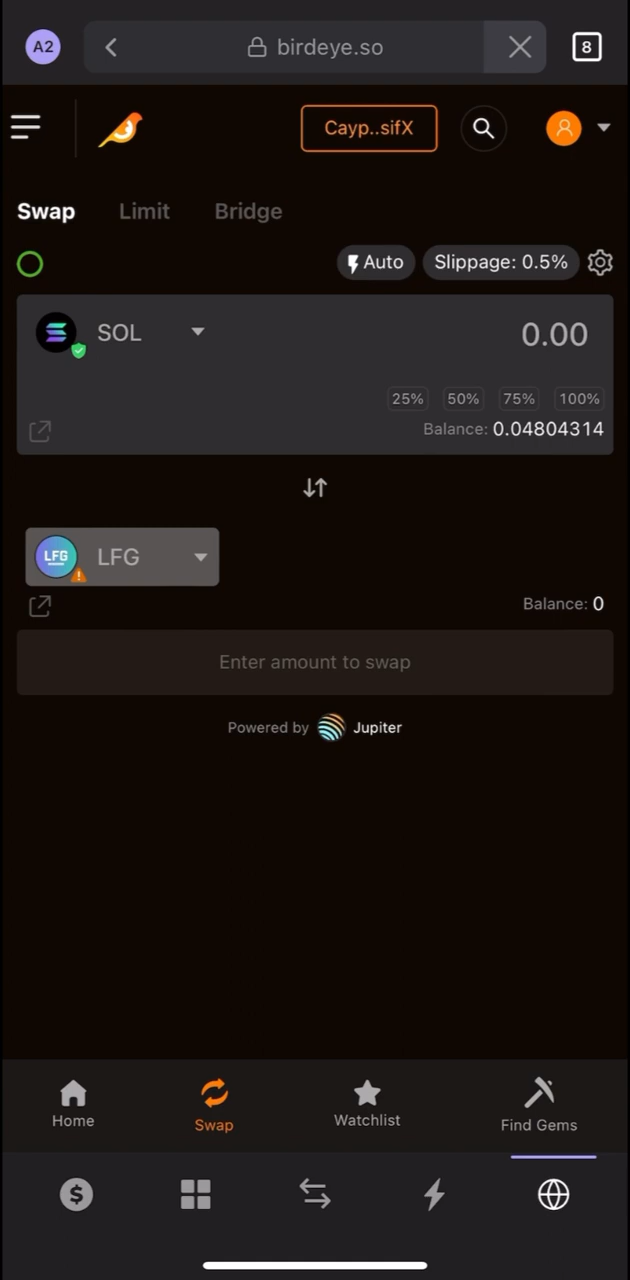 A2
birdeye.so
8
Cayp..sifX
Swap Limit Bridge
Auto Slippage: 0.5%
SOL 0.00
25% 50% 75% 100%
Balance: 0.04804314
LFG LFG
Balance: 0
Enter amount to swap
Powered by Jupiter
Home Swap Watchlist Find Gems